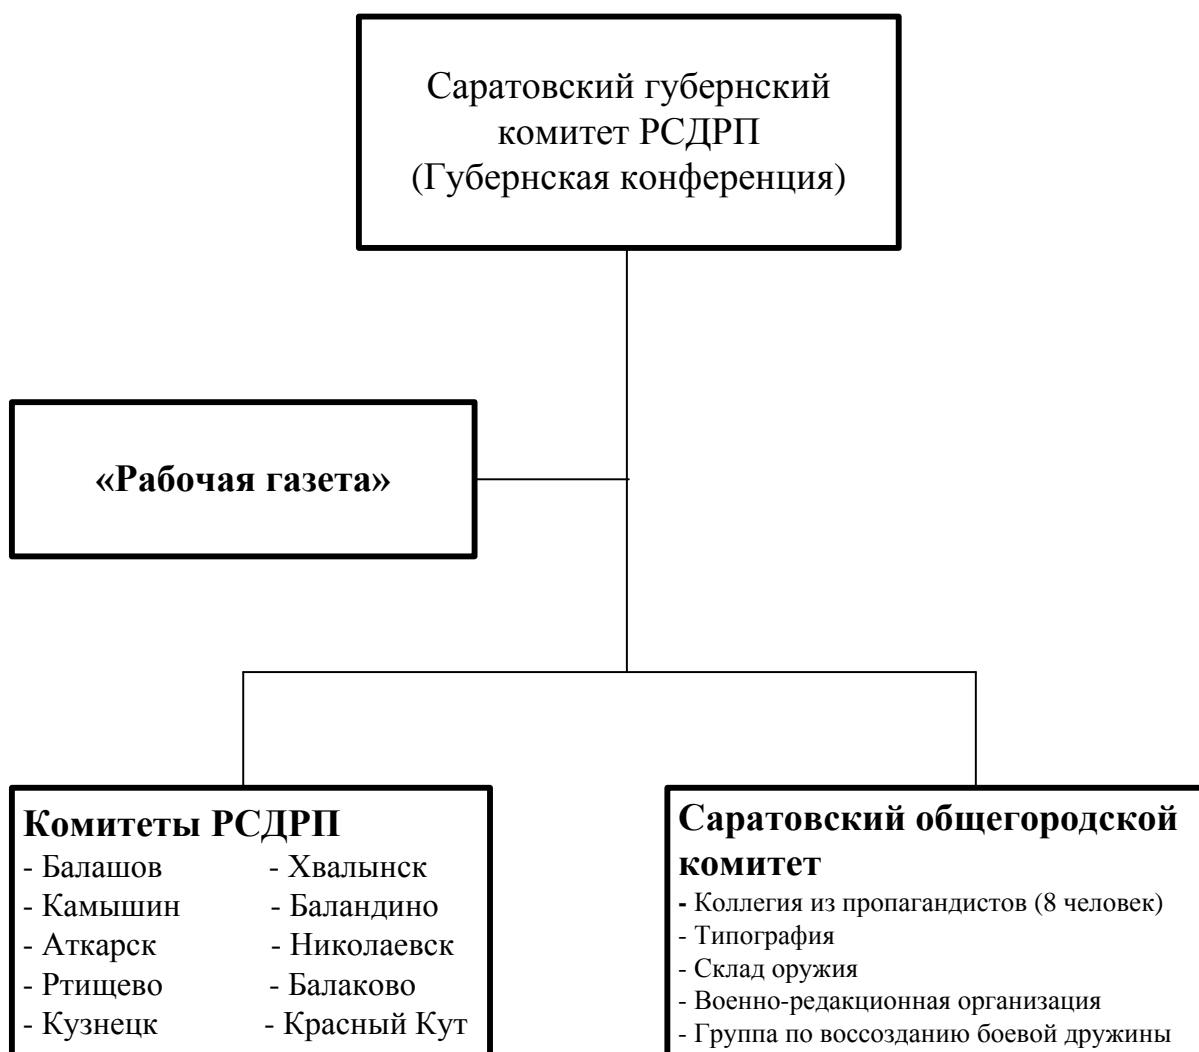 Саратовский губернский
комитет РСДРП
(Губернская конференция)
«Рабочая газета»
Комитеты РСДРП
- Балашов - Хвалынск
- Камышин - Баландино
- Аткарск - Николаевск
- Ртищево - Балаково
- Кузнецк - Красный Кут
Саратовский общегородской
комитет
- Коллегия из пропагандистов (8 человек)
- Типография
- Склад оружия
- Военно-редакционная организация
- Группа по воссозданию боевой дружины